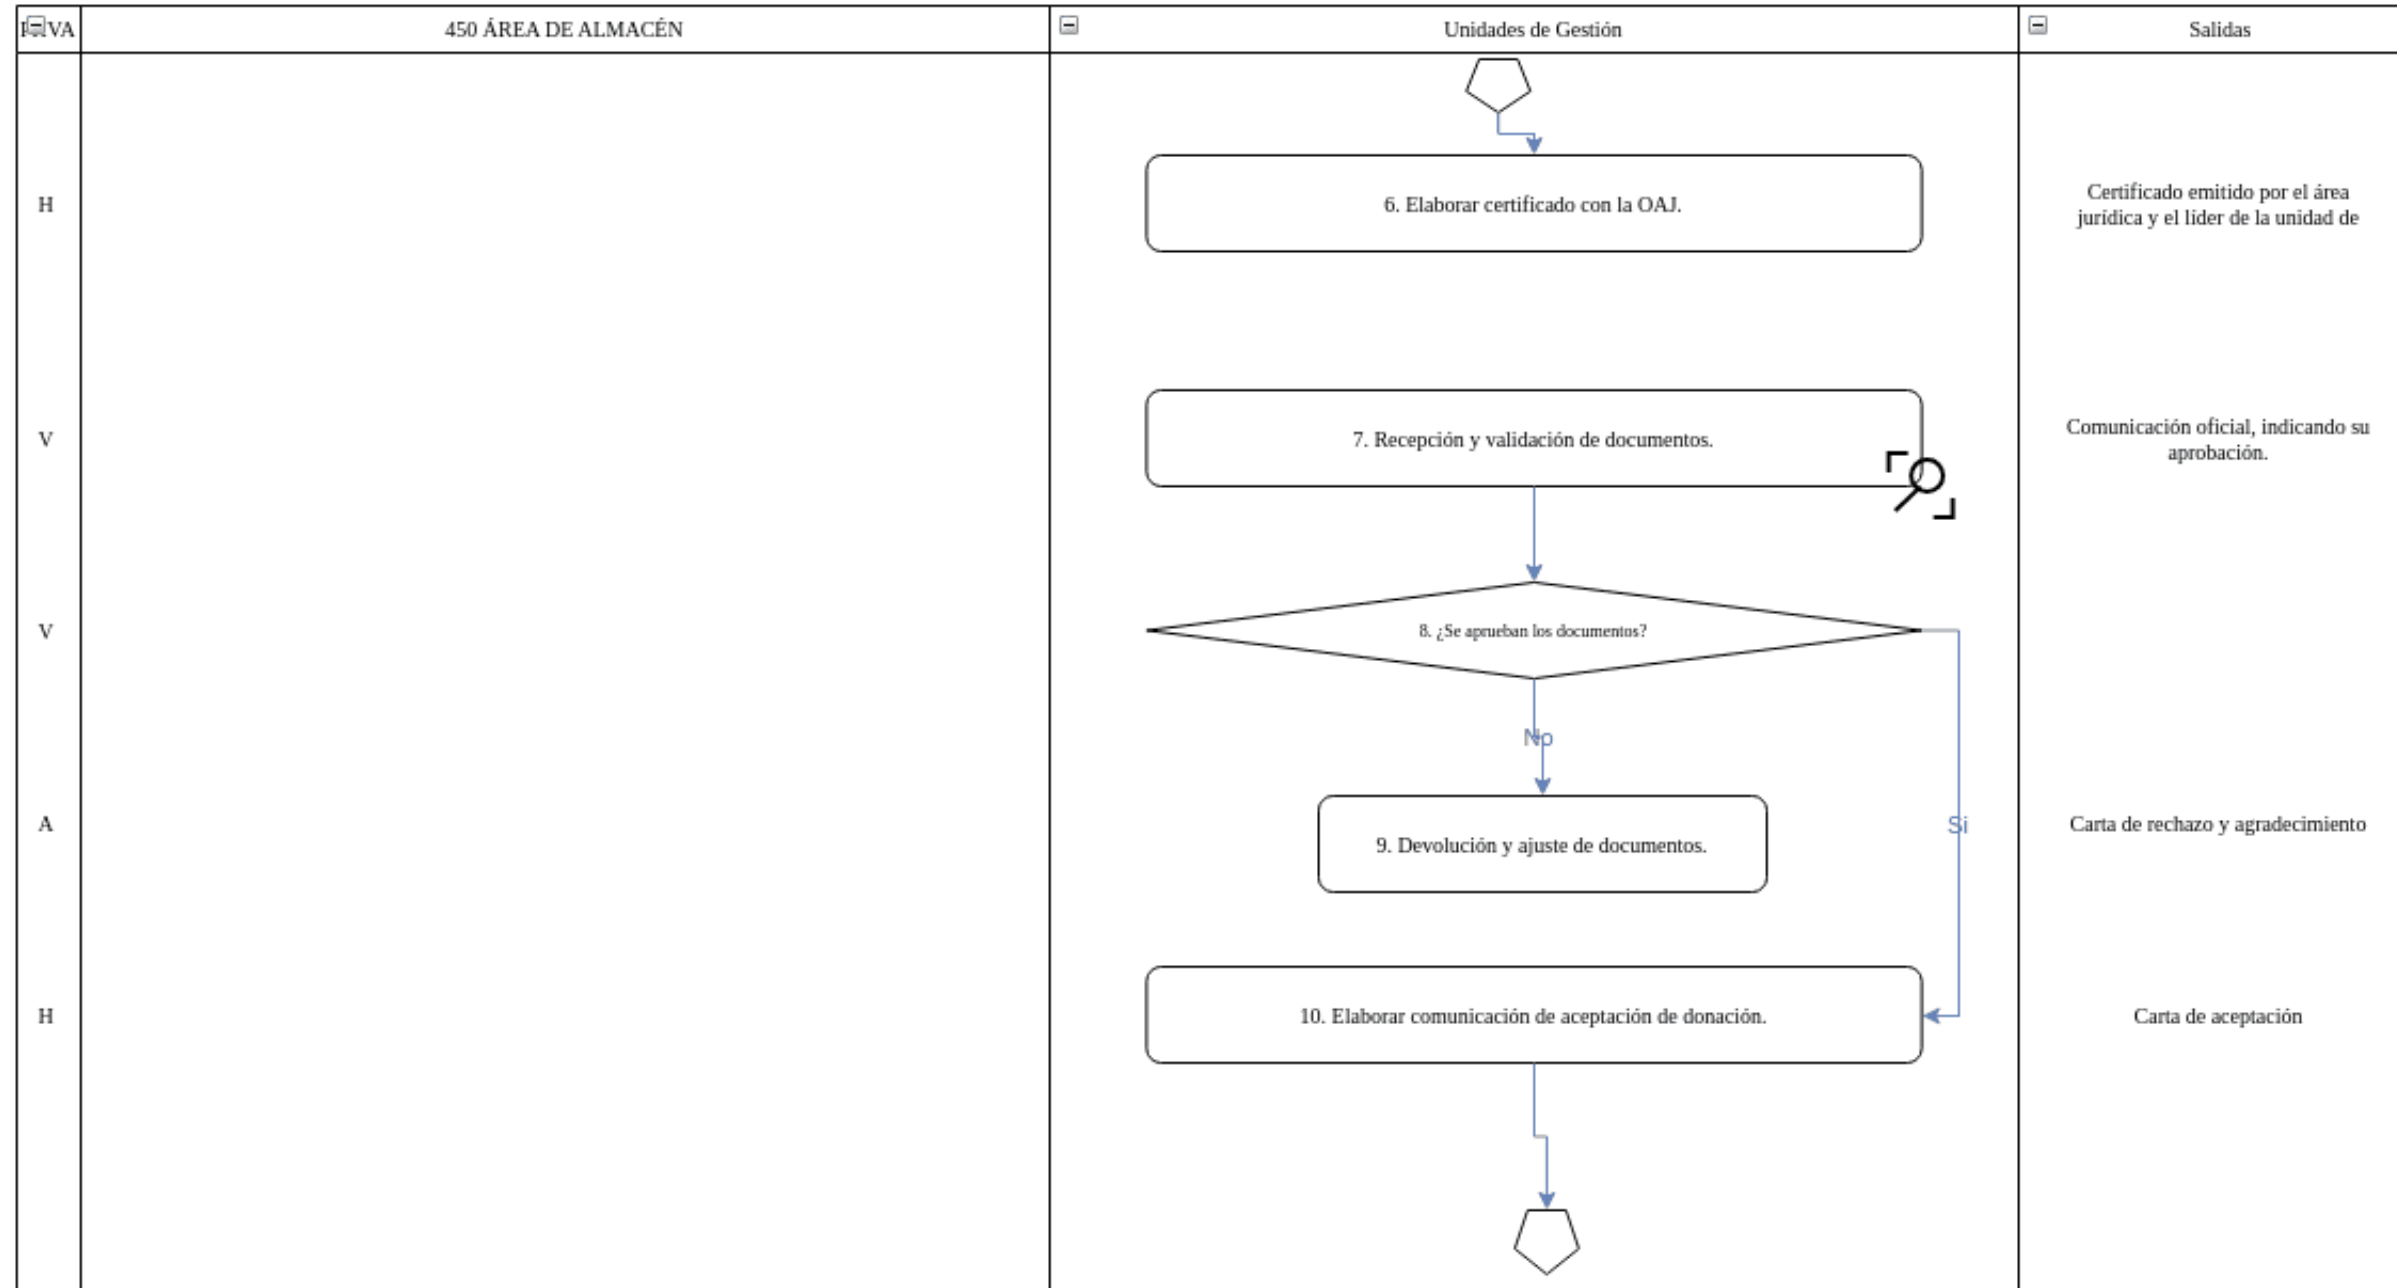 450 ÁREA DE ALMACÉN
Unidades de Gestión
Salidas
H
6. Elaborar certificado con la OAJ.
Certificado emitido por el área
jurídica y el líder de la unidad de
V
7. Recepción y validación de documentos.
Comunicación oficial, indicando su
aprobación.
V
8. ¿Se aprueban los documentos?
No
A
9. Devolución y ajuste de documentos.
Si
Carta de rechazo y agradecimiento
H
10. Elaborar comunicación de aceptación de donación.
Carta de aceptación